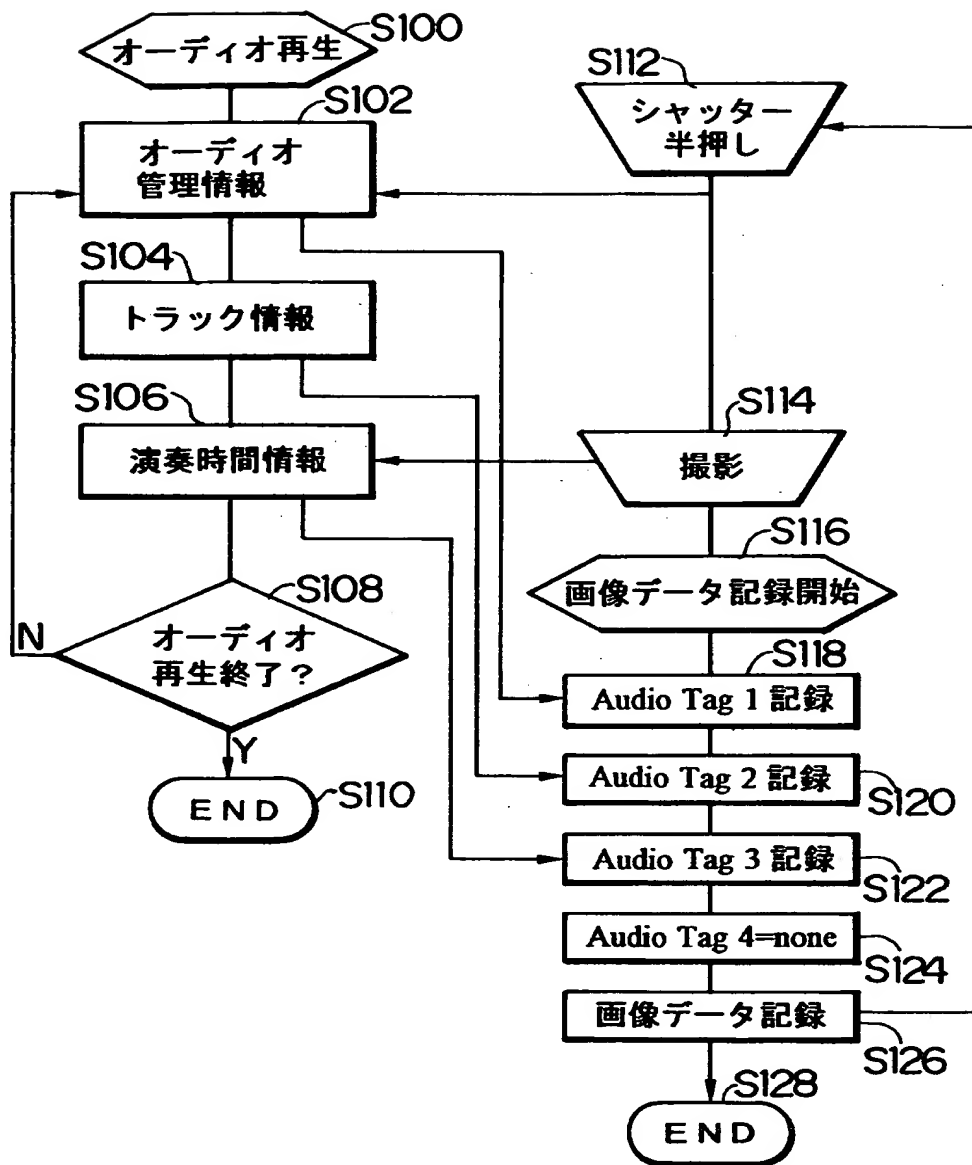 S100
オーディオ再生
S102
オーディオ
管理情報
S104
トラック情報
S106
演奏時間情報
S108
オーディオ
再生終了?
N
Y
END
S110
S112
シャッター
半押し
S114
撮影
S116
画像データ記録開始
S118
Audio Tag 1 記録
Audio Tag 2 記録
S120
Audio Tag 3 記録
S122
Audio Tag 4=none
S124
画像データ記録
S126
S128
END